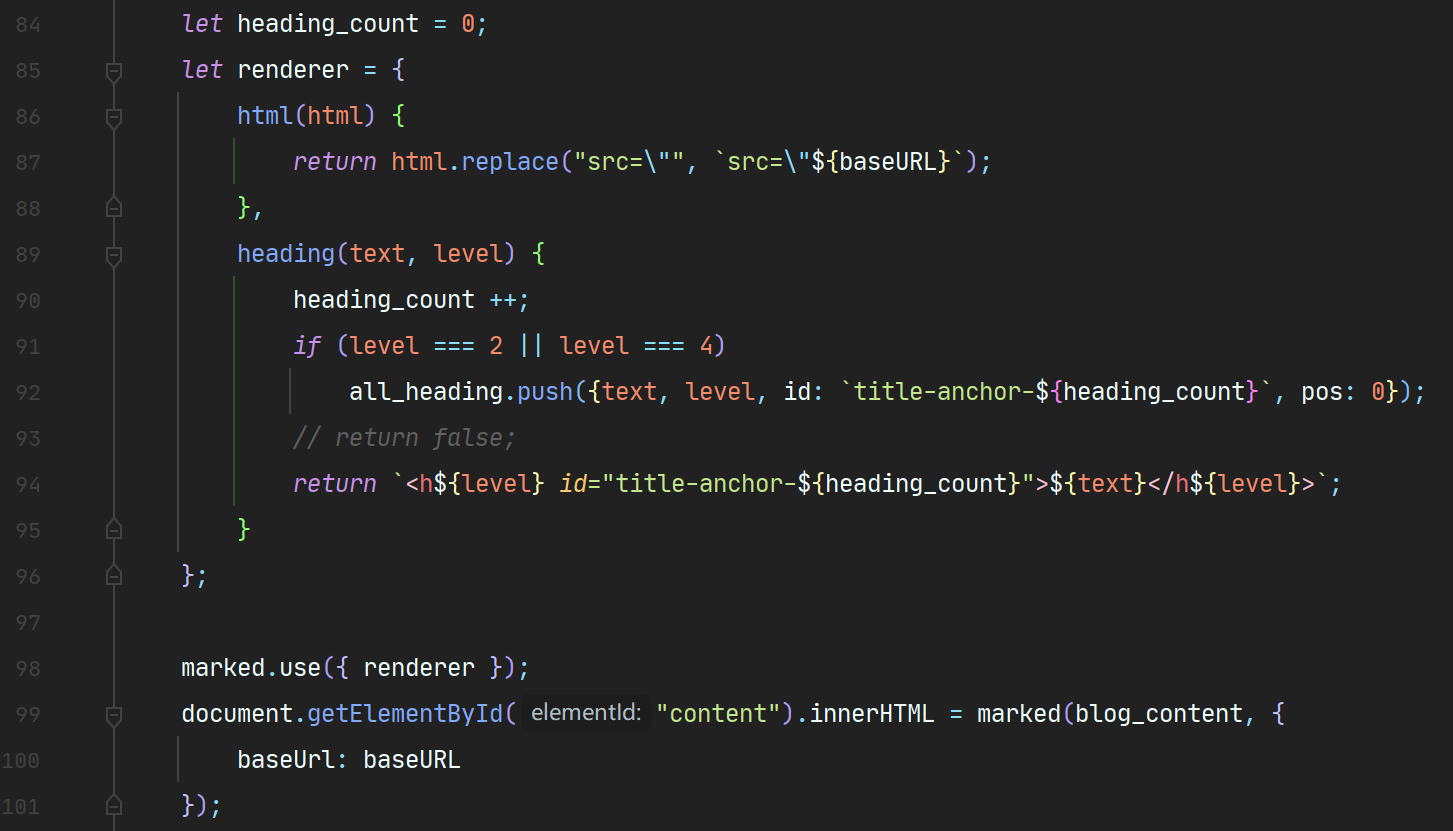 84 let heading_count = 0;
85 let renderer = {
86 html(html) {
87 return html.replace("src=\"", `src=\"${baseURL}`);
88 },
89 heading(text, level) {
90 heading_count ++;
91 if (level === 2 || level === 4)
92 all_heading.push({text, level, id: `title-anchor-${heading_count}`, pos: 0});
93 // return false;
94 return `<h${level} id="title-anchor-${heading_count}">${text}</h${level}>`;
95 }
96 };
97
98 marked.use({ renderer });
99 document.getElementById( elementId: "content").innerHTML = marked(blog_content, {
100 baseUrl: baseURL
101 });